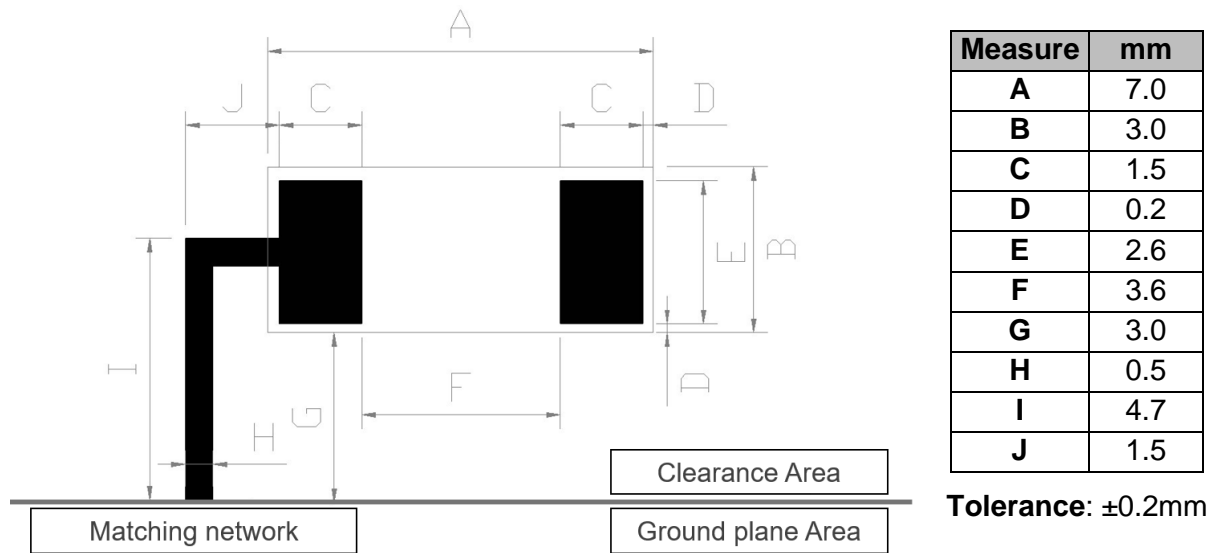 A
J C C D
E B
I G F D
H
Clearance Area
Matching network Ground plane Area
Measure mm
A 7.0
B 3.0
C 1.5
D 0.2
E 2.6
F 3.6
G 3.0
H 0.5
I 4.7
J 1.5
Tolerance: ±0.2mm